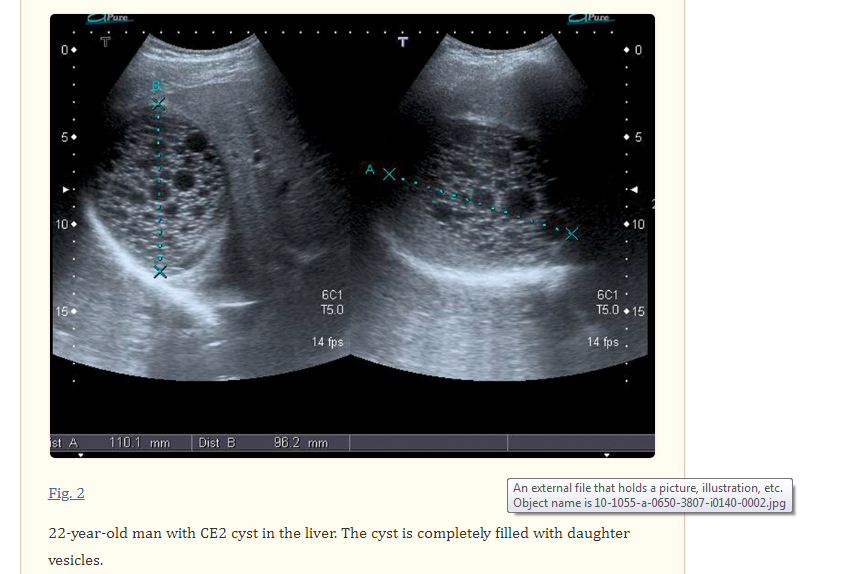 Pure Pure
T T
0 0
B
5 5
A
10 10
6C1 6C1
15 T5.0 T5.0 15
14 fps 14 fps
ist A 110.1 mm Dist B 96.2 mm
Fig. 2
An external file that holds a picture, illustration, etc.
Object name is 10-1055-a-0650-3807-i0140-0002.jpg
22-year-old man with CE2 cyst in the liver. The cyst is completely filled with daughter
vesicles.